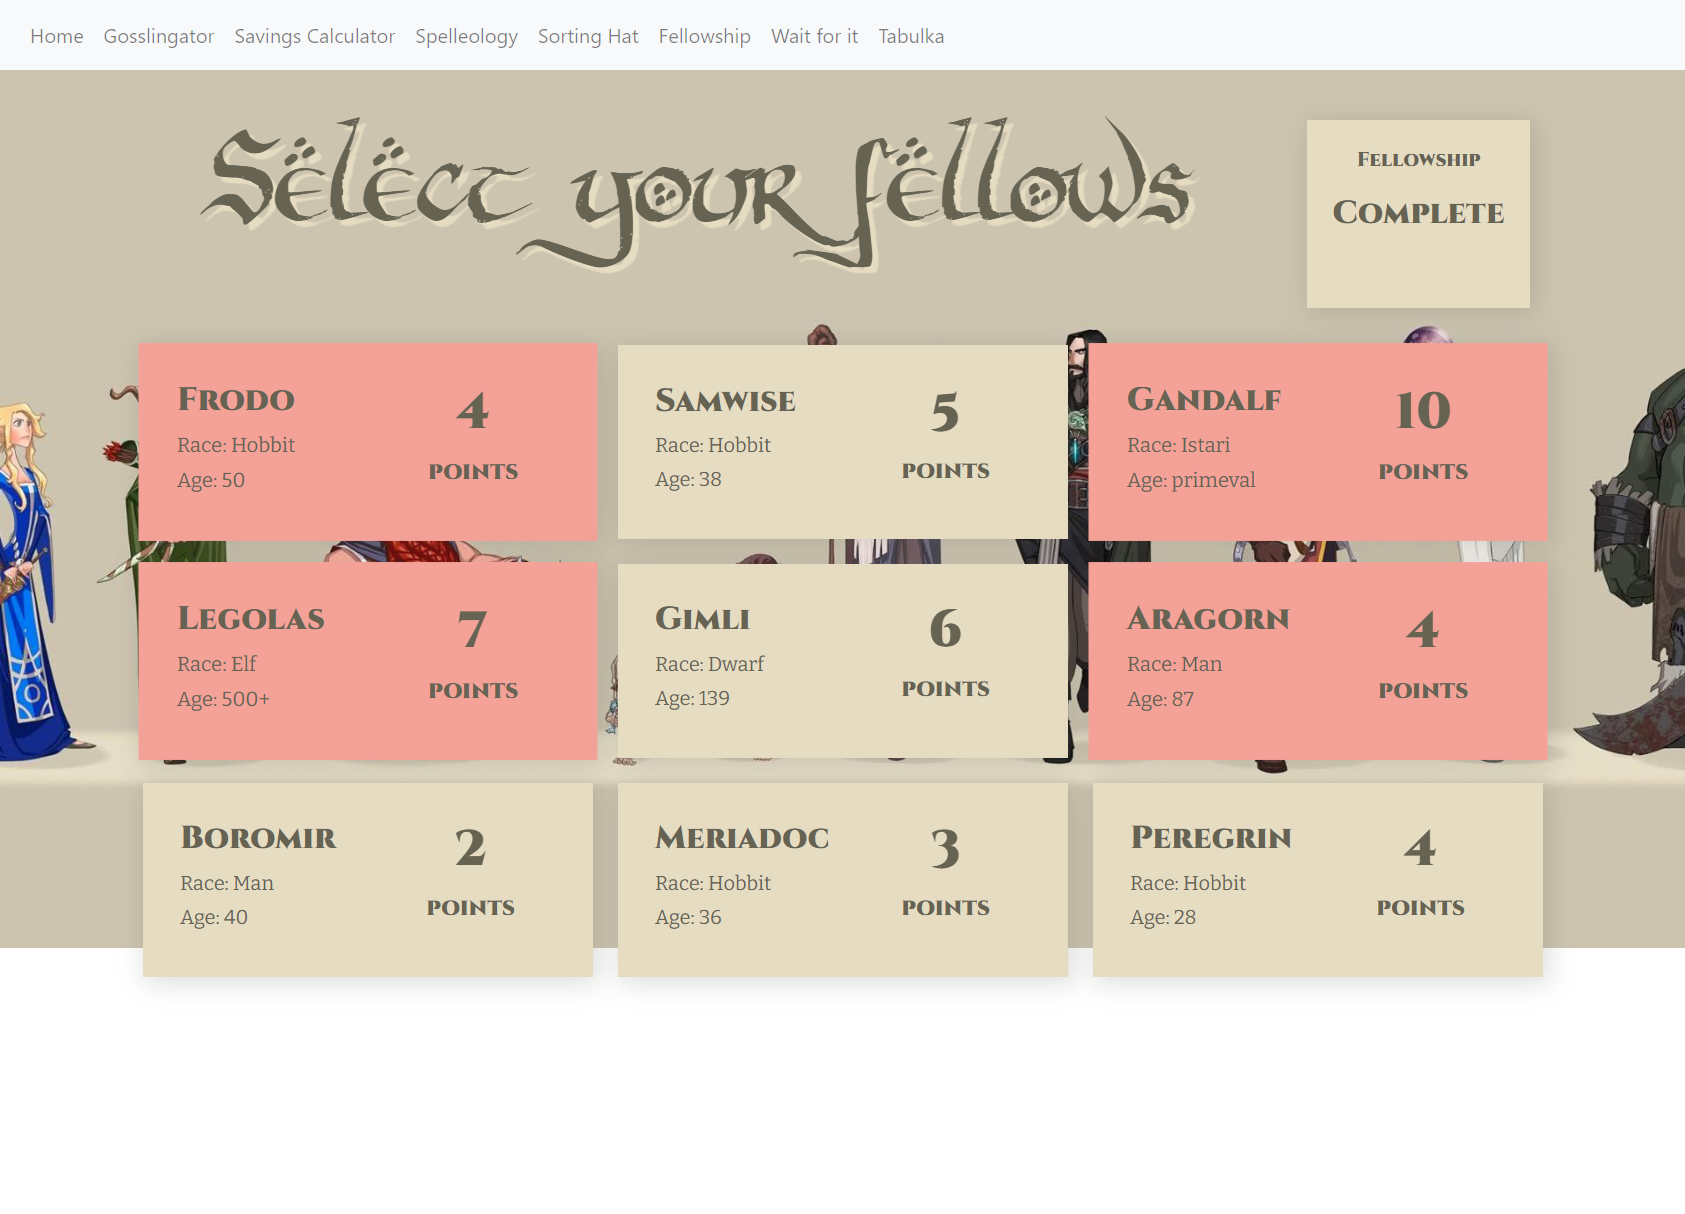 Home Gosslingator Savings Calculator Spelleology Sorting Hat Fellowship Wait for it Tabulka
Select your fellows
Fellowship
Complete
Frodo
4
Race: Hobbit
Age: 50
points
Samwise
5
Race: Hobbit
Age: 38
points
Gandalf
10
Race: Istari
Age: primeval
points
Legolas
7
Race: Elf
Age: 500+
points
Gimli
6
Race: Dwarf
Age: 139
points
Aragorn
4
Race: Man
Age: 87
points
Boromir
2
Race: Man
Age: 40
points
Meriadoc
3
Race: Hobbit
Age: 36
points
Peregrin
4
Race: Hobbit
Age: 28
points